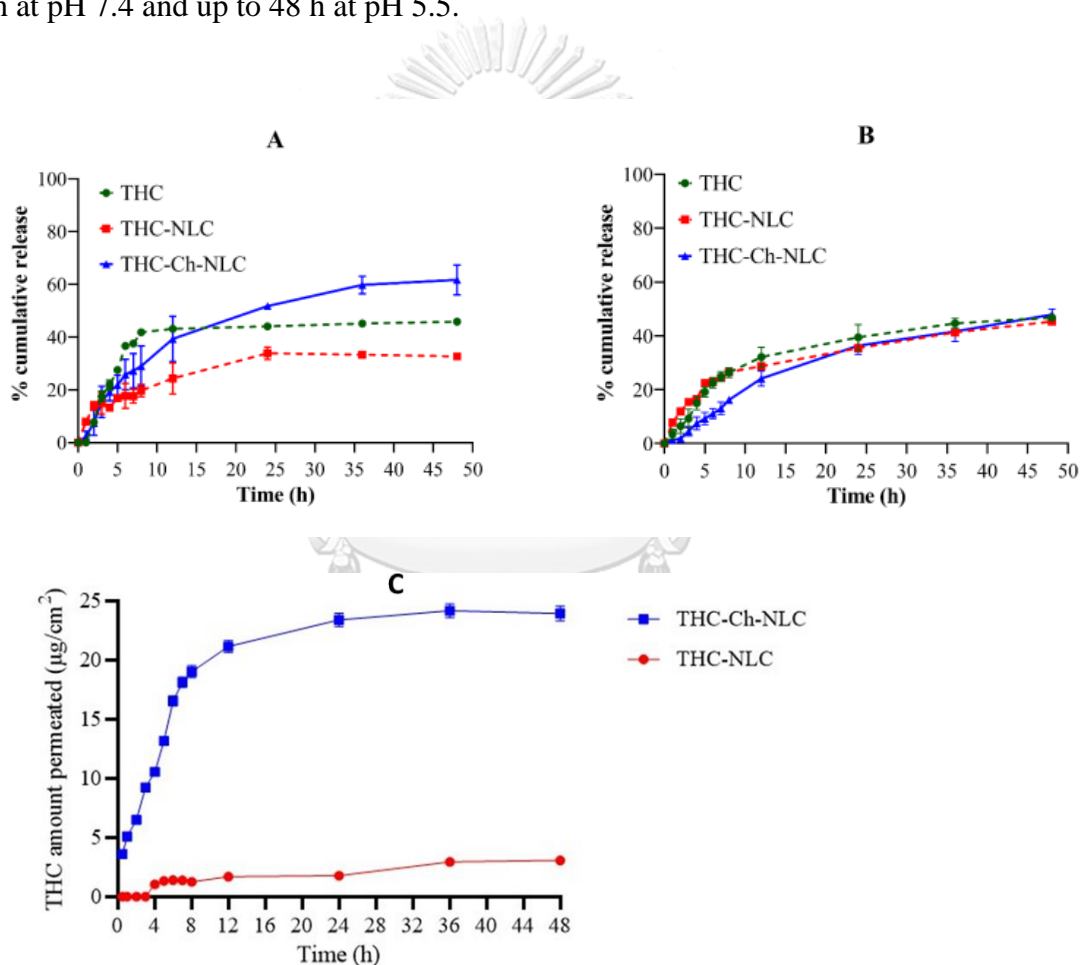 h at pH 7.4 and up to 48 h at pH 5.5.
A
100
80
60
40
20
0
% cumulative release
THC
THC-NLC
THC-Ch-NLC
0 5 10 15 20 25 30 35 40 45 50
Time (h)
B
100
80
60
40
20
0
% cumulative release
THC
THC-NLC
THC-Ch-NLC
0 5 10 15 20 25 30 35 40 45 50
Time (h)
C
25
20
15
10
5
0
THC amount permeated (µg/cm⁻²)
THC-Ch-NLC
THC-NLC
0 4 8 12 16 20 24 28 32 36 40 44 48
Time (h)